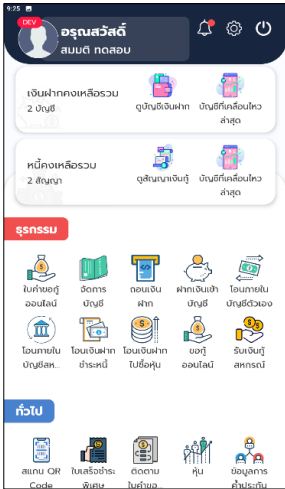 9:25
DEV
อรุณสวัสดิ์
สมมติ ทดสอบ
เงินฝากคงเหลือรวม
2 บัญชี
ดูบัญชีเงินฝาก
บัญชีที่เคลื่อนไหว
ล่าสุด
หนี้คงเหลือรวม
2 สัญญา
ดูสัญญาเงินกู้
บัญชีที่เคลื่อนไหว
ล่าสุด
ธุรกรรม
ใบคำขอกู้
ออนไลน์
จัดการ
บัญชี
ถอนเงิน
ฝาก
ฝากเงินเข้า
บัญชี
โอนภายใน
บัญชีตัวเอง
โอนภายใน
บัญชีสห...
โอนเงินฝาก
ชำระหนี้
โอนเงินฝาก
ไปซื้อหุ้น
ขอกู้
ออนไลน์
รับเงินกู้
สหกรณ์
ทั่วไป
สแกน QR
Code
ใบเสร็จชำระ
พิเศษ
ติดตาม
ใบคำขอ...
หุ้น
ข้อมูลการ
ค้ำประกัน